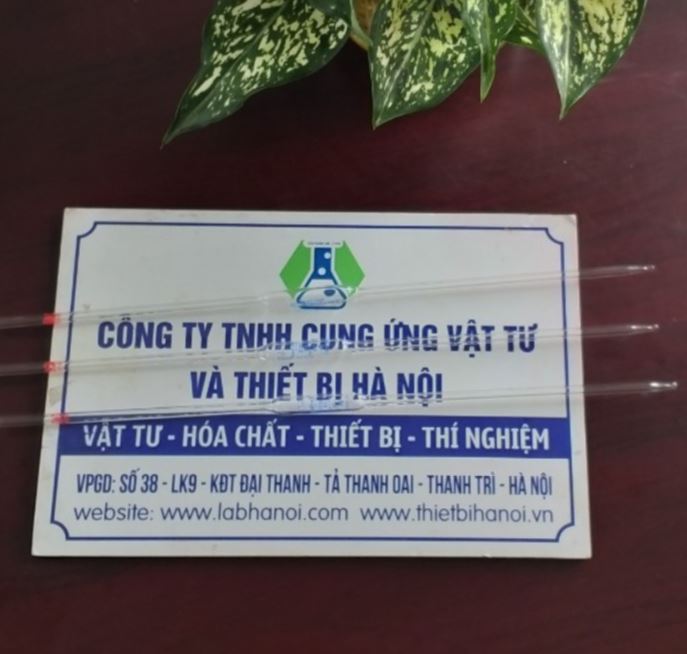 CÔNG TY TNHH CUNG ỨNG VẬT TƯ
VÀ THIẾT BỊ HÀ NỘI
VẬT TƯ - HÓA CHẤT - THIẾT BỊ - THÍ NGHIỆM
VPGD: SỐ 38 - LK9 - KĐT ĐẠI THANH - TẢ THANH OAI - THANH TRÌ - HÀ NỘI
website: www.labhanoi.com www.thietbihanoi.vn